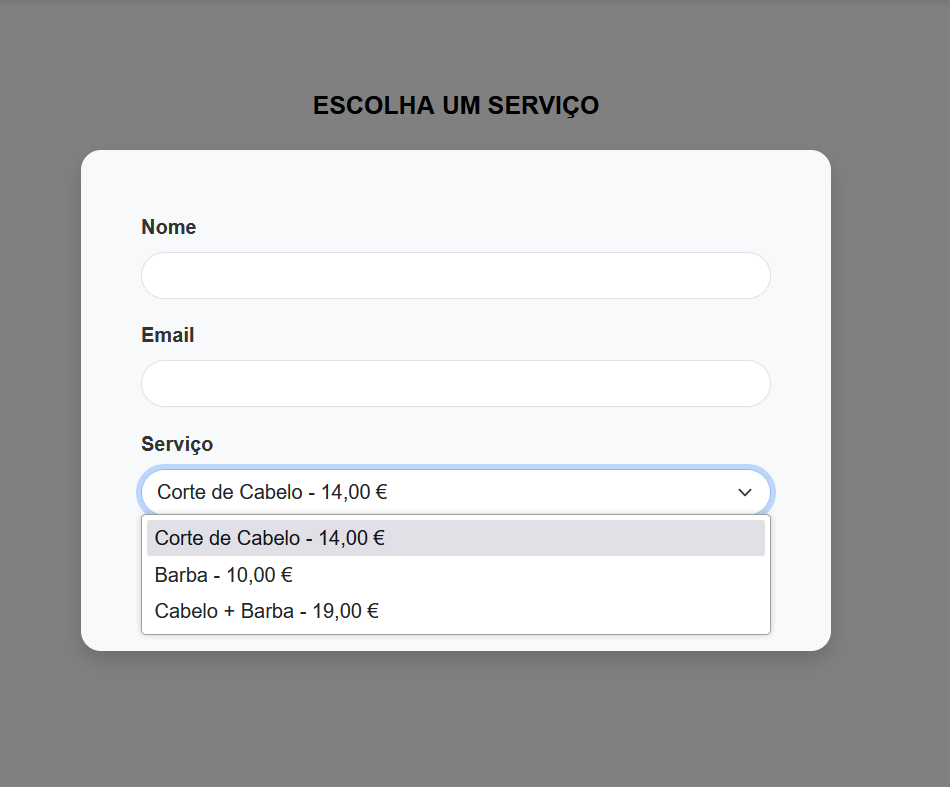 ESCOLHA UM SERVIÇO
Nome
Email
Serviço
Corte de Cabelo - 14,00 €
Corte de Cabelo - 14,00 €
Barba - 10,00 €
Cabelo + Barba - 19,00 €